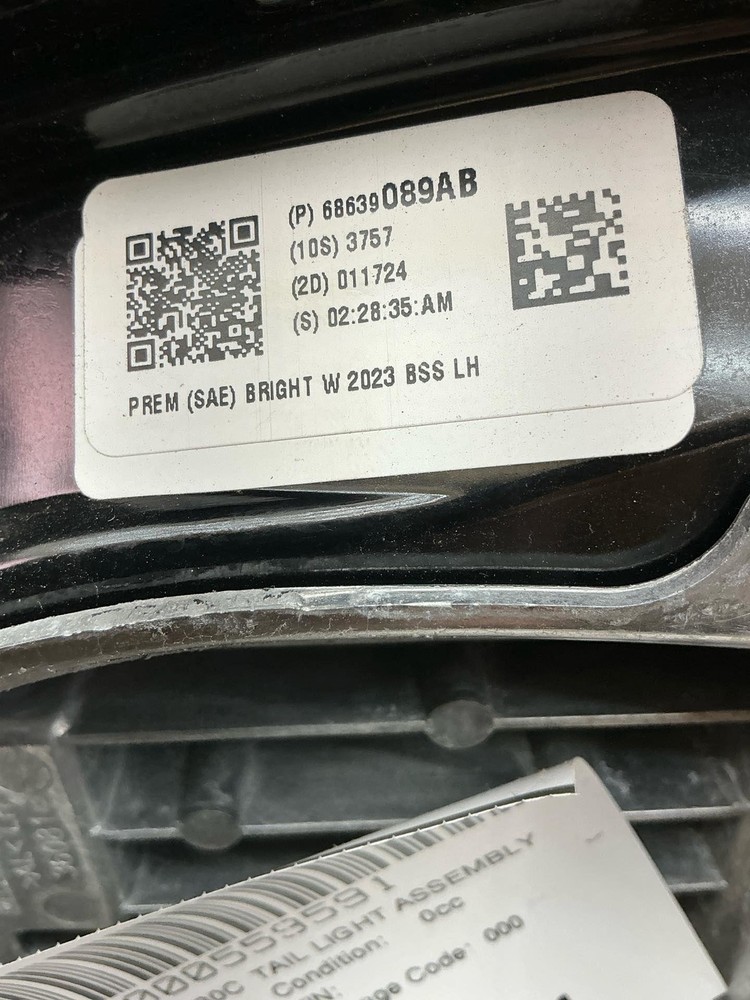 (P) 68639089AB
(10S) 3757
(2D) 011724
(S) 02:28:35:AM
PREM (SAE) BRIGHT W 2023 BSS LH
000559591
TAIL LIGHT ASSEMBLY
Condition: 0cc
Code: 000